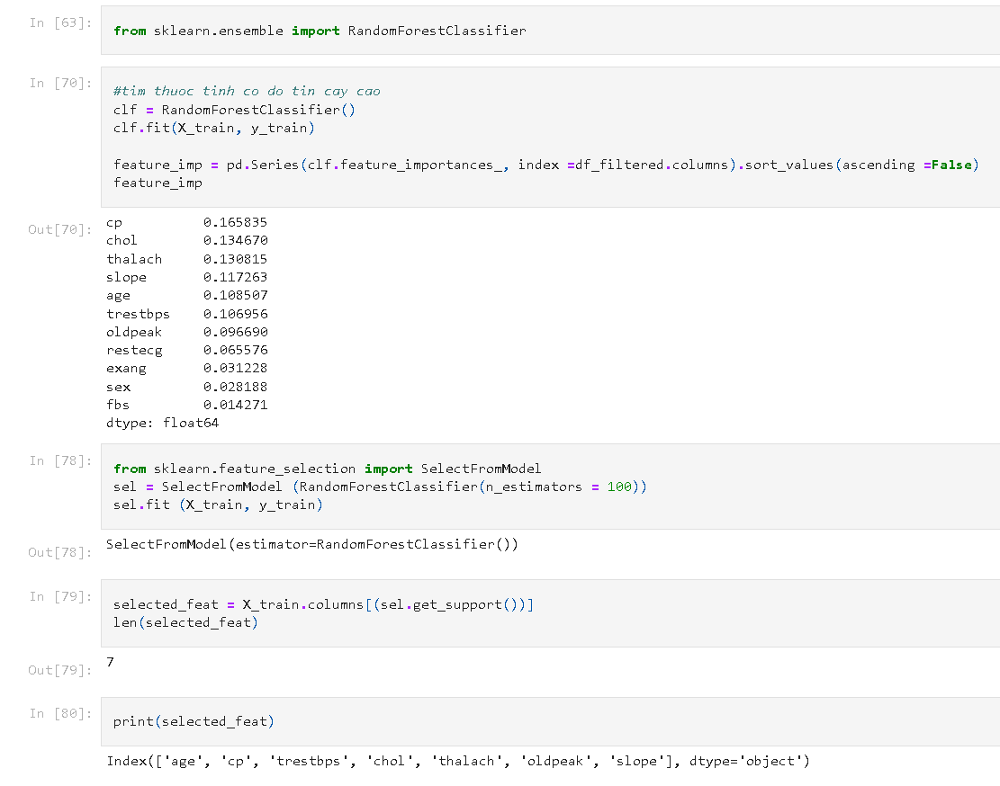 In [63]:
from sklearn.ensemble import RandomForestClassifier
In [70]:
#tim thuoc tinh co do tin cay cao
clf = RandomForestClassifier()
clf.fit(X_train, y_train)
feature_imp = pd.Series(clf.feature_importances_, index =df_filtered.columns).sort_values(ascending =False)
feature_imp
Out[70]:
cp 0.165835
chol 0.134670
thalach 0.130815
slope 0.117263
age 0.108507
trestbps 0.106956
oldpeak 0.096690
restecg 0.065576
exang 0.031228
sex 0.028188
fbs 0.014271
dtype: float64
In [78]:
from sklearn.feature_selection import SelectFromModel
sel = SelectFromModel (RandomForestClassifier(n_estimators = 100))
sel.fit (X_train, y_train)
Out[78]:
SelectFromModel(estimator=RandomForestClassifier())
In [79]:
selected_feat = X_train.columns[(sel.get_support())]
len(selected_feat)
Out[79]:
7
In [80]:
print(selected_feat)
Index(['age', 'cp', 'trestbps', 'chol', 'thalach', 'oldpeak', 'slope'], dtype='object')